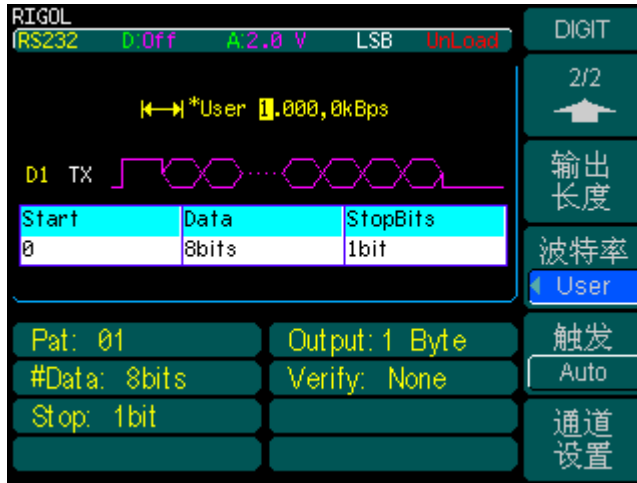 RIGOL
RS232 D:Off A:2.0 V LSB UnLoad
*User 1.000,0kBps
D1 TX
Start Data StopBits
0 8bits 1bit
Pat: 01 Output: 1 Byte
#Data: 8bits Verify: None
Stop: 1bit
DIGIT
2/2
输出
长度
波特率
User
触发
Auto
通道
设置